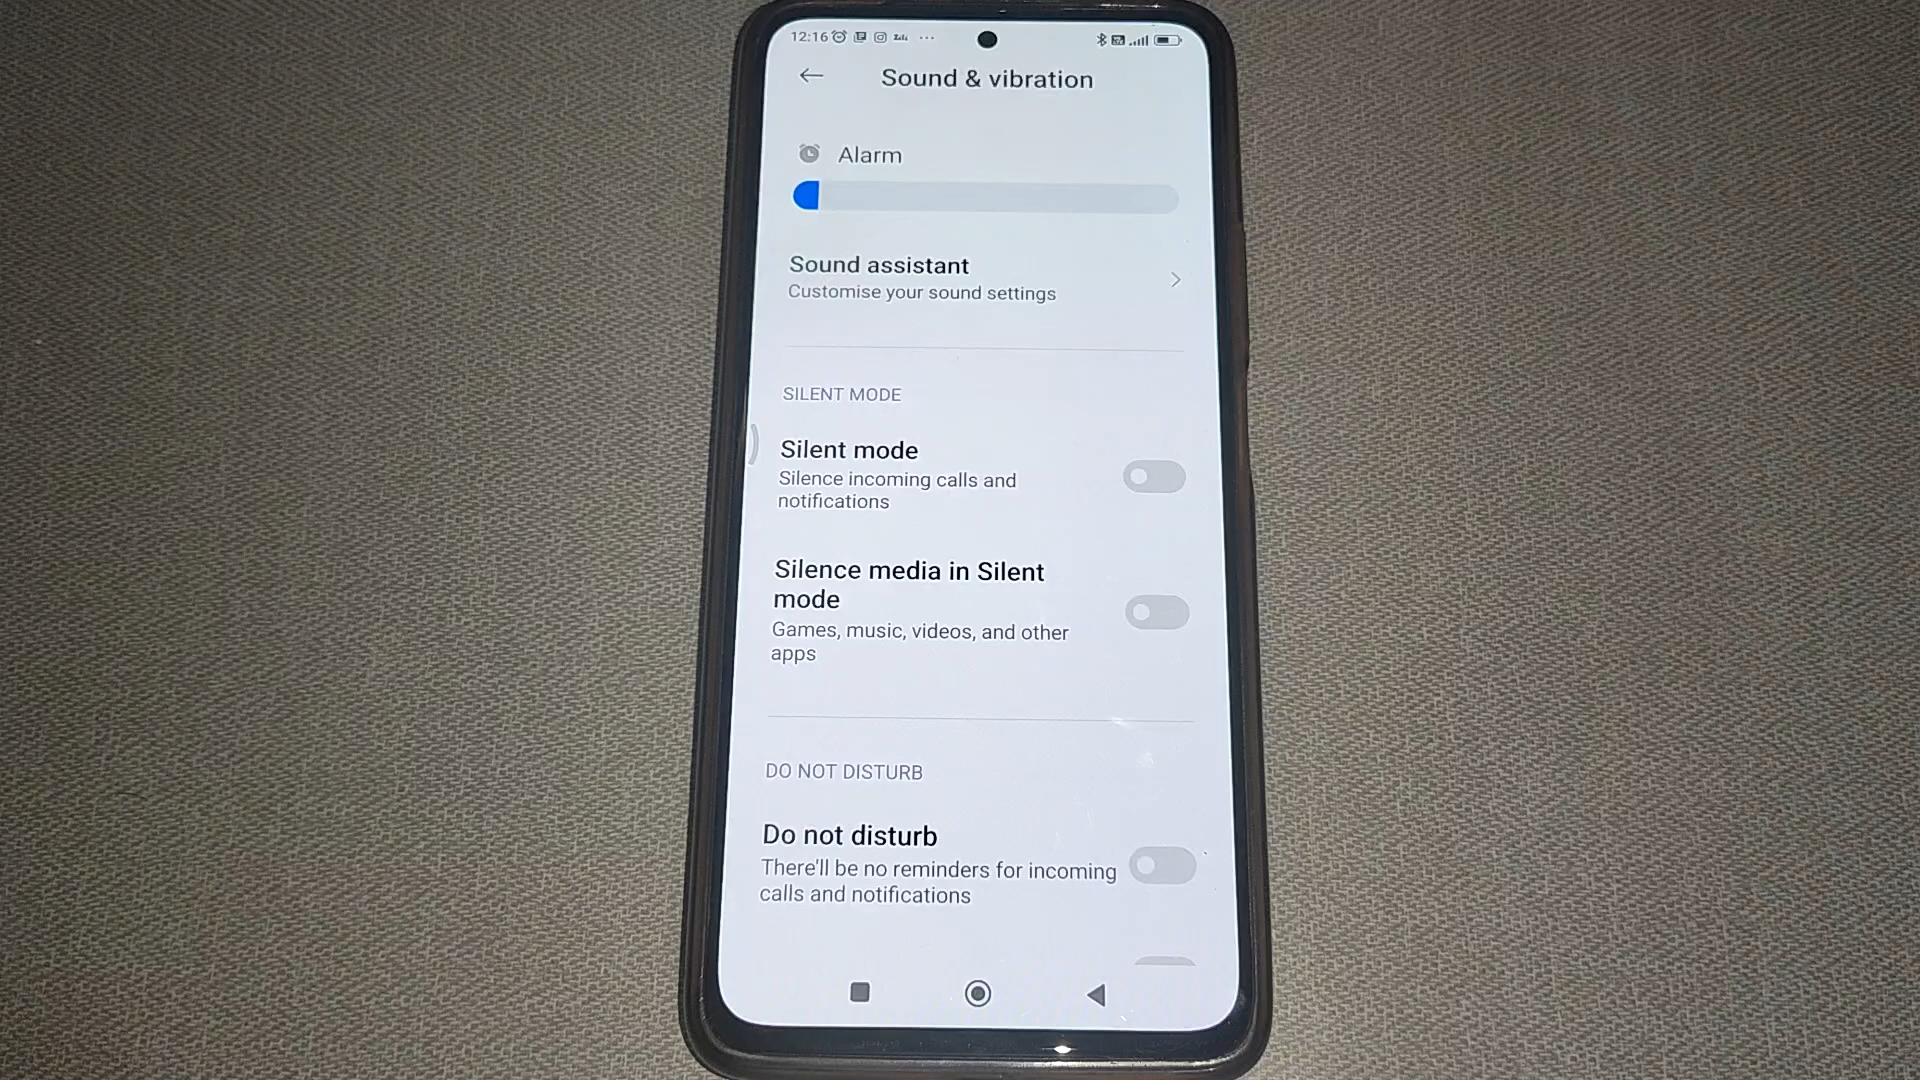 12:16
Sound & vibration
Alarm
Sound assistant
Customise your sound settings
SILENT MODE
Silent mode
Silence incoming calls and
notifications
Silence media in Silent
mode
Games, music, videos, and other
apps
DO NOT DISTURB
Do not disturb
There'll be no reminders for incoming
calls and notifications